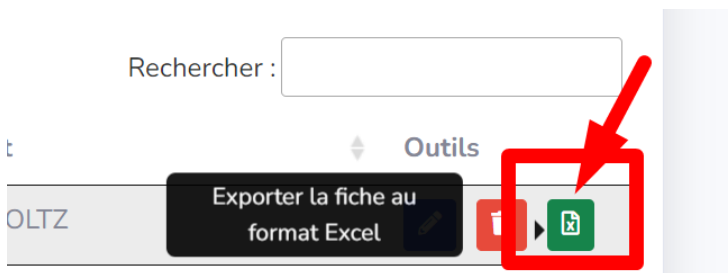 Rechercher :
t
Outils
Exporter la fiche au
format Excel
OLTZ